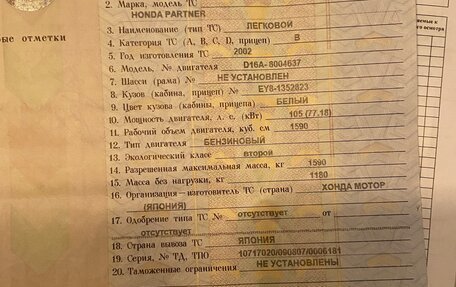 2. Марка, модель ТС
HONDA PARTNER
3. Наименование (тип ТС) ЛЕГКОВОЙ
ые отметки
4. Категория ТС (А, В, С, D, прицеп) B
5. Год изготовления ТС 2002
6. Модель, № двигателя D16A- 8004637
7. Шасси (рама) № НЕ УСТАНОВЛЕН
8. Кузов (кабина, прицеп) № EY8-1352823
9. Цвет кузова (кабины, прицепа) БЕЛЫЙ
10. Мощность двигателя, л. с. (кВт) 105 (77.18)
11. Рабочий объем двигателя, куб. см 1590
12. Тип двигателя БЕНЗИНОВЫЙ
13. Экологический класс второй
14. Разрешенная максимальная масса, кг 1590
15. Масса без нагрузки, кг 1180
16. Организация-изготовитель ТС (страна) ХОНДА МОТОР
(ЯПОНИЯ)
17. Одобрение типа ТС № отсутствует от
отсутствует
18. Страна вывоза ТС ЯПОНИЯ
19. Серия, № ТД, ТПО 10717020/090807/0006181
20. Таможенные ограничения НЕ УСТАНОВЛЕНЫ